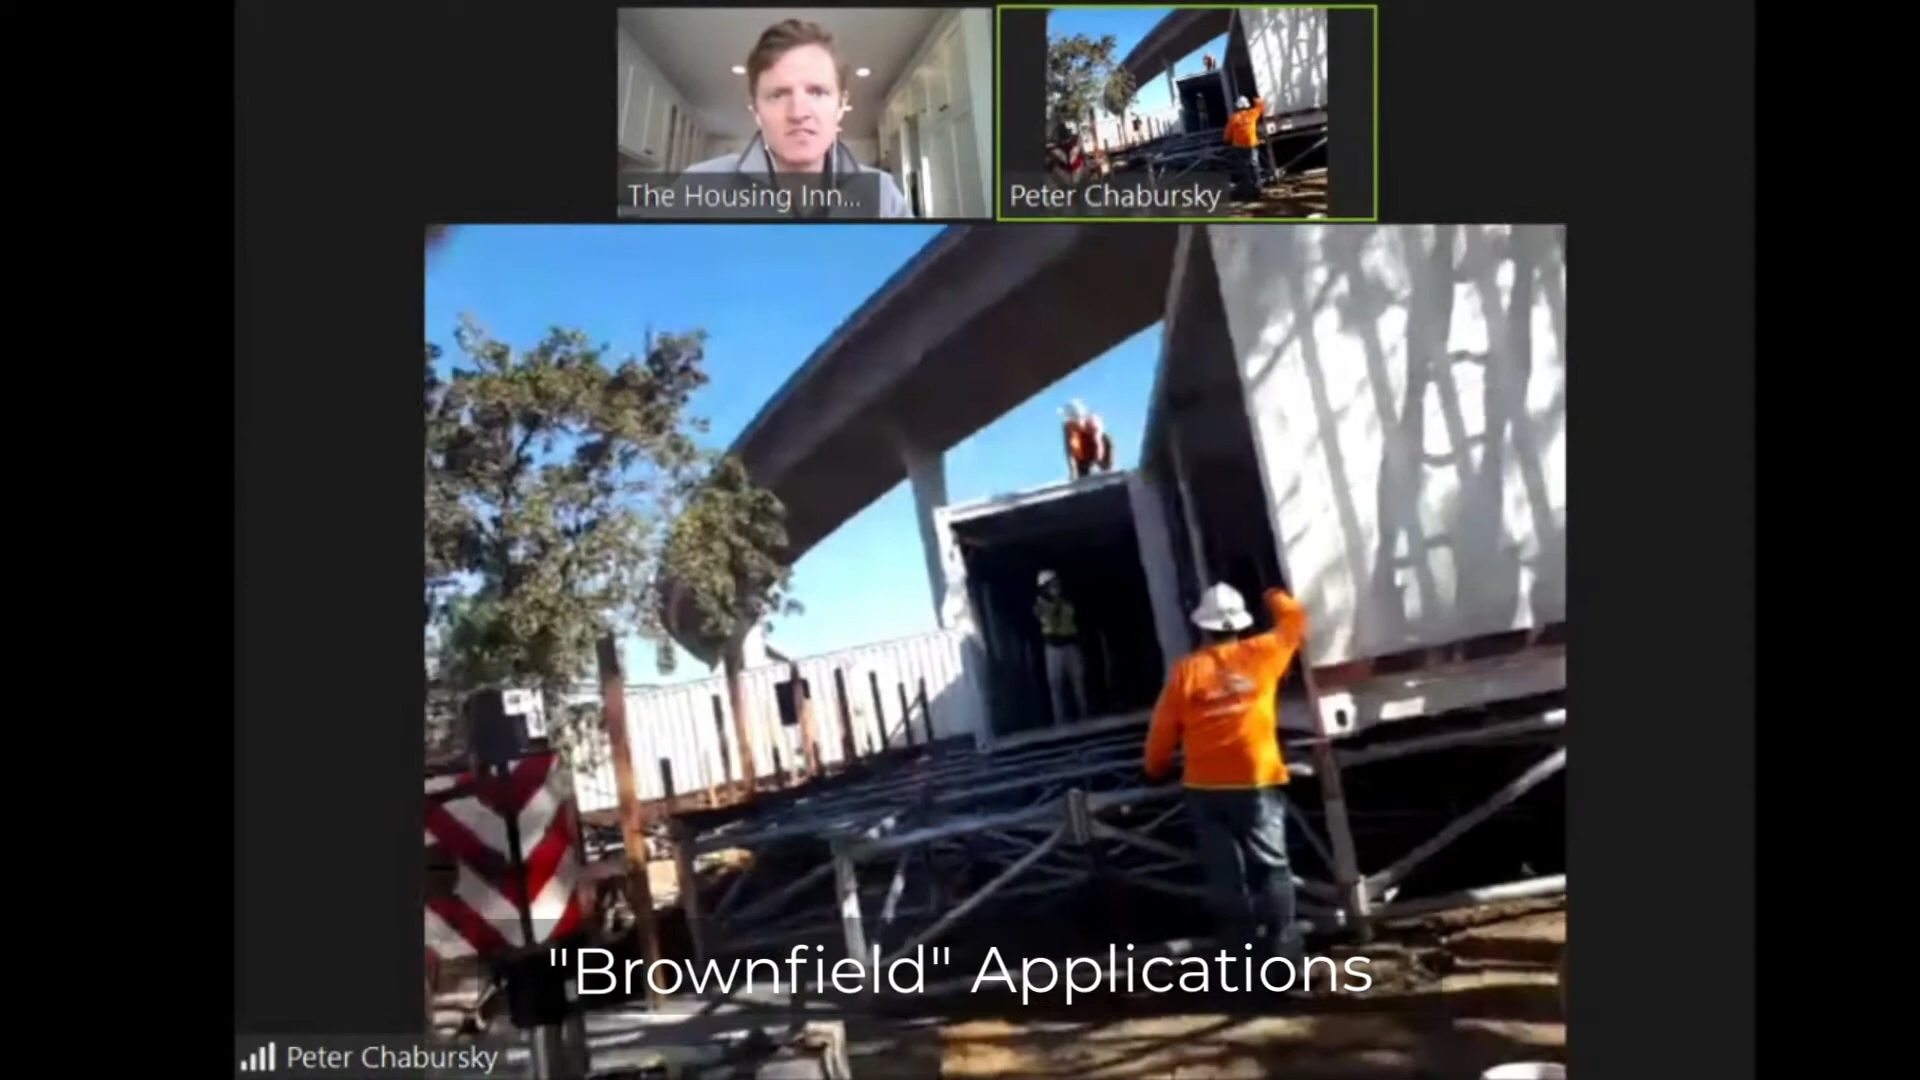 The Housing Inn...
Peter Chabursky
"Brownfield" Applications
Peter Chabursky